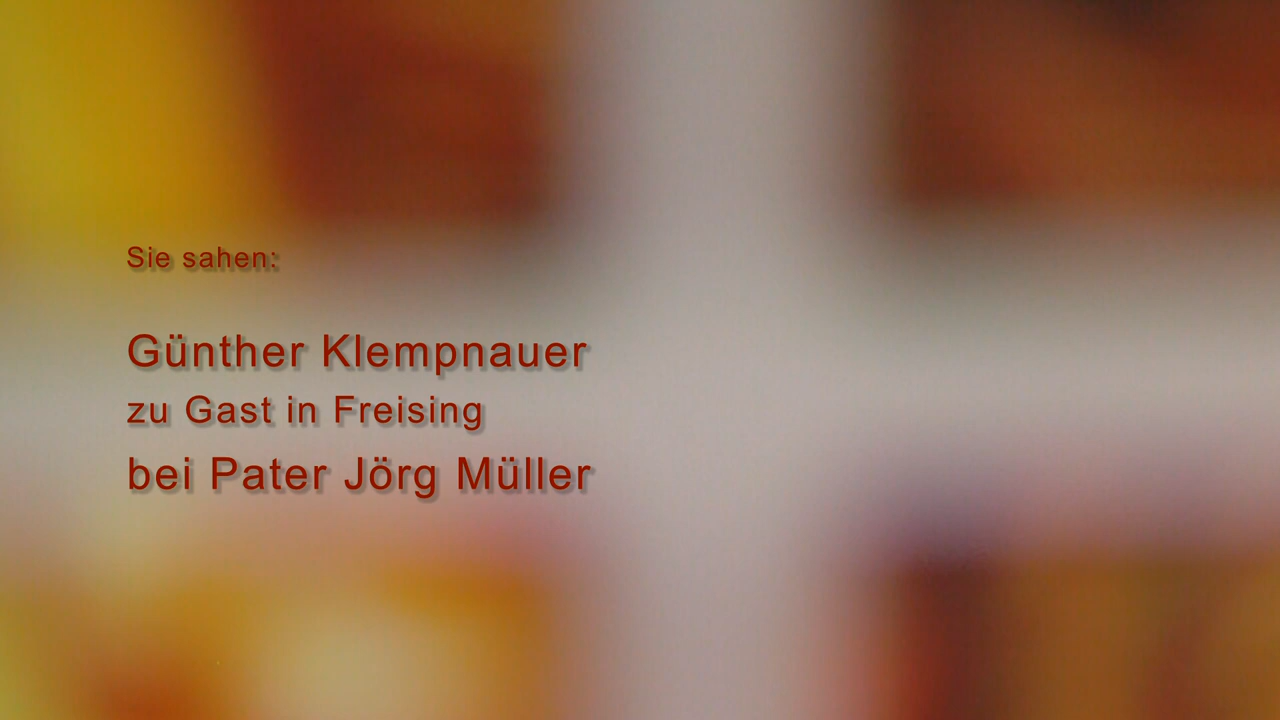 Sie sahen:
Günther Klempnauer
zu Gast in Freising
bei Pater Jörg Müller